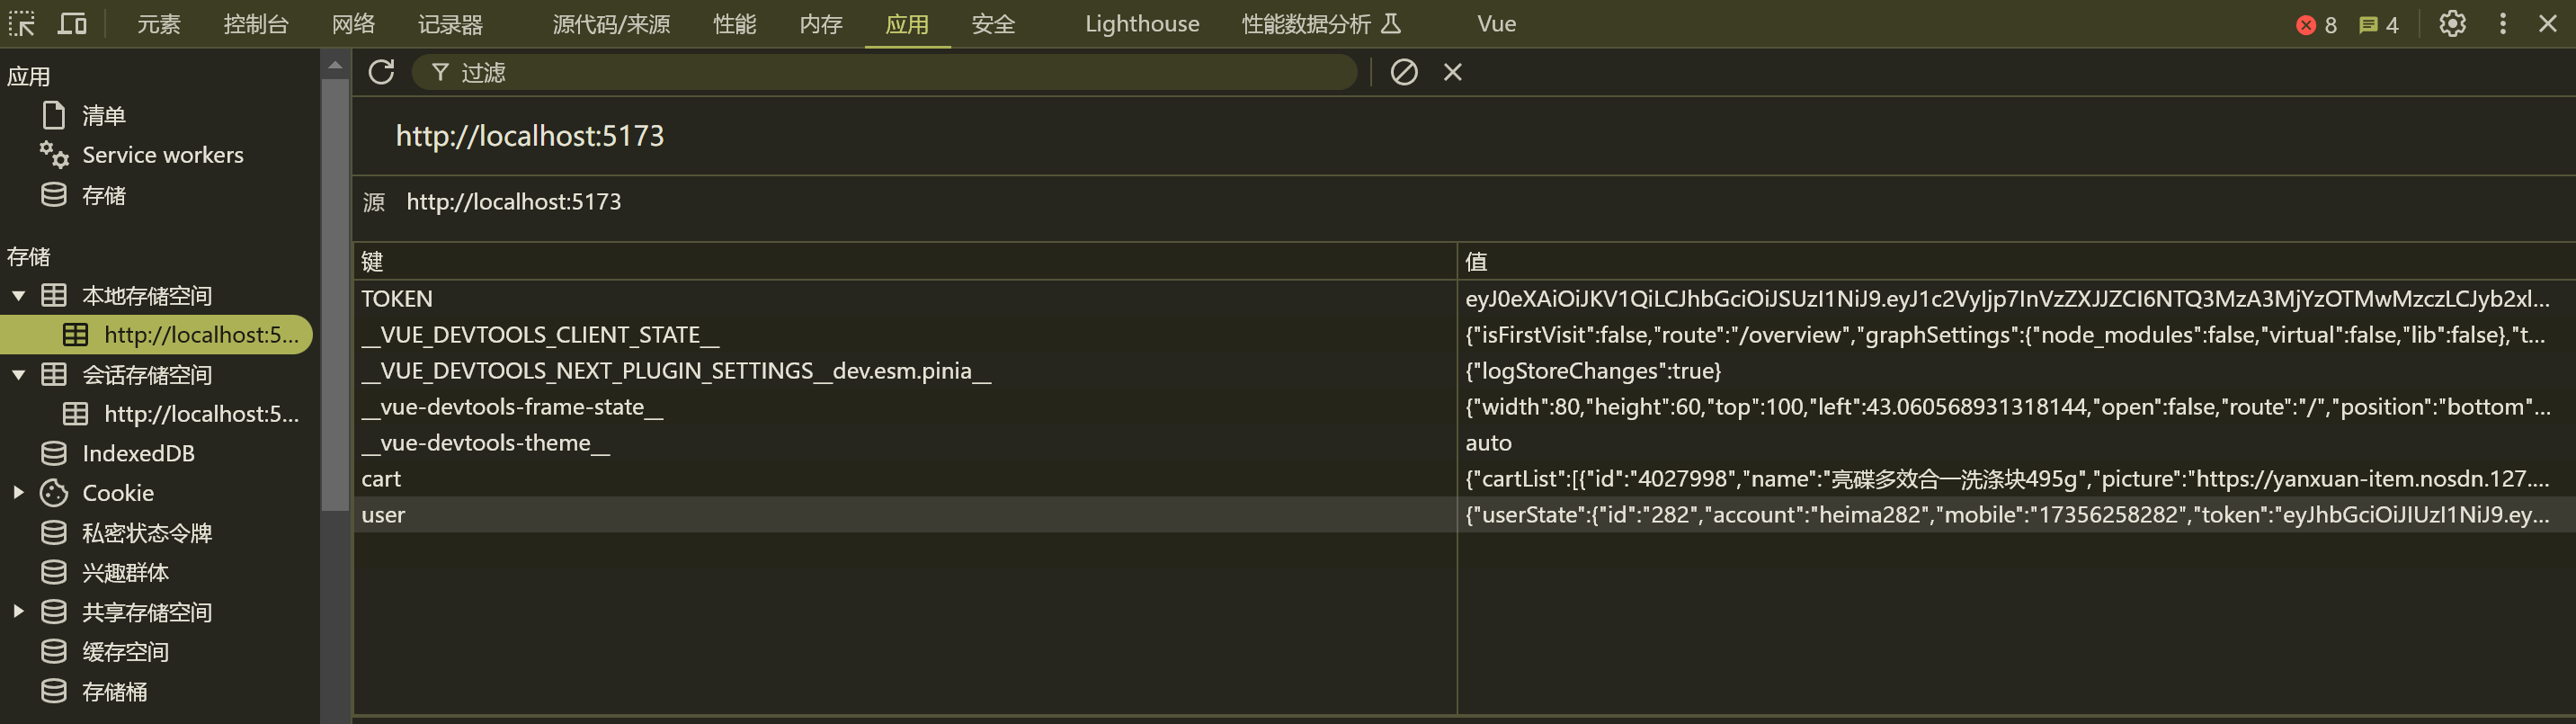 元素 控制台 网络 记录器 源代码/来源 性能 内存 应用 安全 Lighthouse 性能数据分析 Vue 8 4
应用
清单
Service workers
存储
存储
本地存储空间
http://localhost:5...
会话存储空间
http://localhost:5...
IndexedDB
Cookie
私密状态令牌
兴趣群体
共享存储空间
缓存空间
存储桶
过滤
http://localhost:5173
源 http://localhost:5173
键 值
TOKEN eyJ0eXAiOiJKV1QiLCJhbGciOiJSUzI1NiJ9.eyJ1c2VyIjp7InVzZXJJZCI6NTQ3MzA3MjYzOTMwMzczLCJyb2xl...
__VUE_DEVTOOLS_CLIENT_STATE__ {"isFirstVisit":false,"route":"/overview","graphSettings":{"node_modules":false,"virtual":false,"lib":false},"t...
__VUE_DEVTOOLS_NEXT_PLUGIN_SETTINGS__dev.esm.pinia__ {"logStoreChanges":true}
__vue-devtools-frame-state__ {"width":80,"height":60,"top":100,"left":43.060568931318144,"open":false,"route":"/","position":"bottom"...
__vue-devtools-theme__ auto
cart {"cartList":[{"id":"4027998","name":"亮碟多效合一洗涤块495g","picture":"https://yanxuan-item.nosdn.127....
user {"userState":{"id":"282","account":"heima282","mobile":"17356258282","token":"eyJhbGciOiJIUzI1NiJ9.ey...